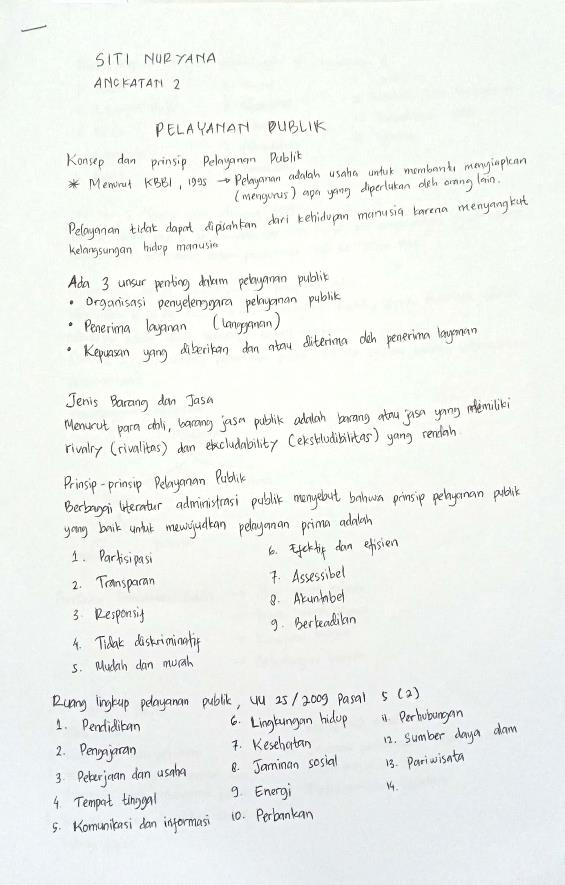 SITI NURYANA
ANGKATAN 2
PELAYANAN PUBLIK
Konsep dan prinsip Pelayanan Publik
* Menurut KBBI, 1995 → Pelayanan adalah usaha untuk membantu menyiapkan
(mengurus) apa yang diperlukan oleh orang lain.
Pelayanan tidak dapat dipisahkan dari kehidupan manusia karena menyangkut
kelangsungan hidup manusia
Ada 3 unsur penting dalam pelayanan publik
• Organisasi penyelenggara pelayanan publik
• Penerima layanan (langganan)
• Kepuasan yang diberikan dan atau diterima oleh penerima layanan
Jenis Barang dan Jasa
Menurut para ahli, barang jasa publik adalah barang atau jasa yang memiliki
rivalry (rivalitas) dan excludability (ekskludibilitas) yang rendah.
Prinsip-prinsip Pelayanan Publik
Berbagai literatur administrasi publik menyebut bahwa prinsip pelayanan publik
yang baik untuk mewujudkan pelayanan prima adalah
1. Partisipasi
2. Transparan
3. Responsif
4. Tidak diskriminatif
5. Mudah dan murah
6. Efektif dan efisien
7. Assessibel
8. Akuntabel
9. Berkeadilan
Ruang lingkup pelayanan publik, UU 25/2009 Pasal 5 (2)
1. Pendidikan
2. Pengajaran
3. Pekerjaan dan usaha
4. Tempat tinggal
5. Komunikasi dan informasi
6. Lingkungan hidup
7. Kesehatan
8. Jaminan sosial
9. Energi
10. Perbankan
11. Perhubungan
12. Sumber daya alam
13. Pariwisata
14.